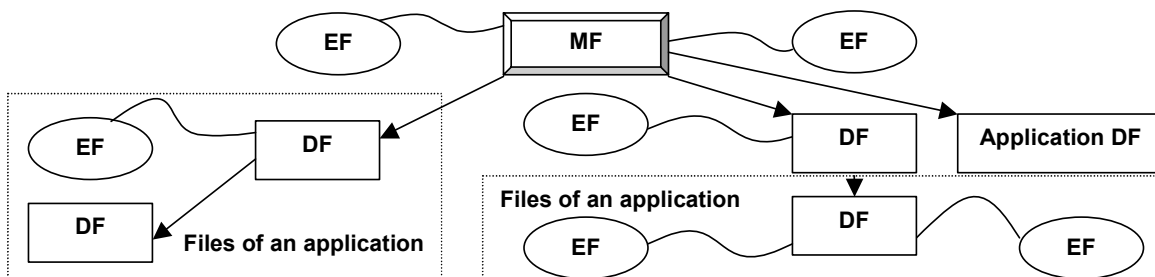 EF
MF
EF
EF
EF
DF
DF
Application DF
DF
Files of an application
Files of an application
EF
DF
EF